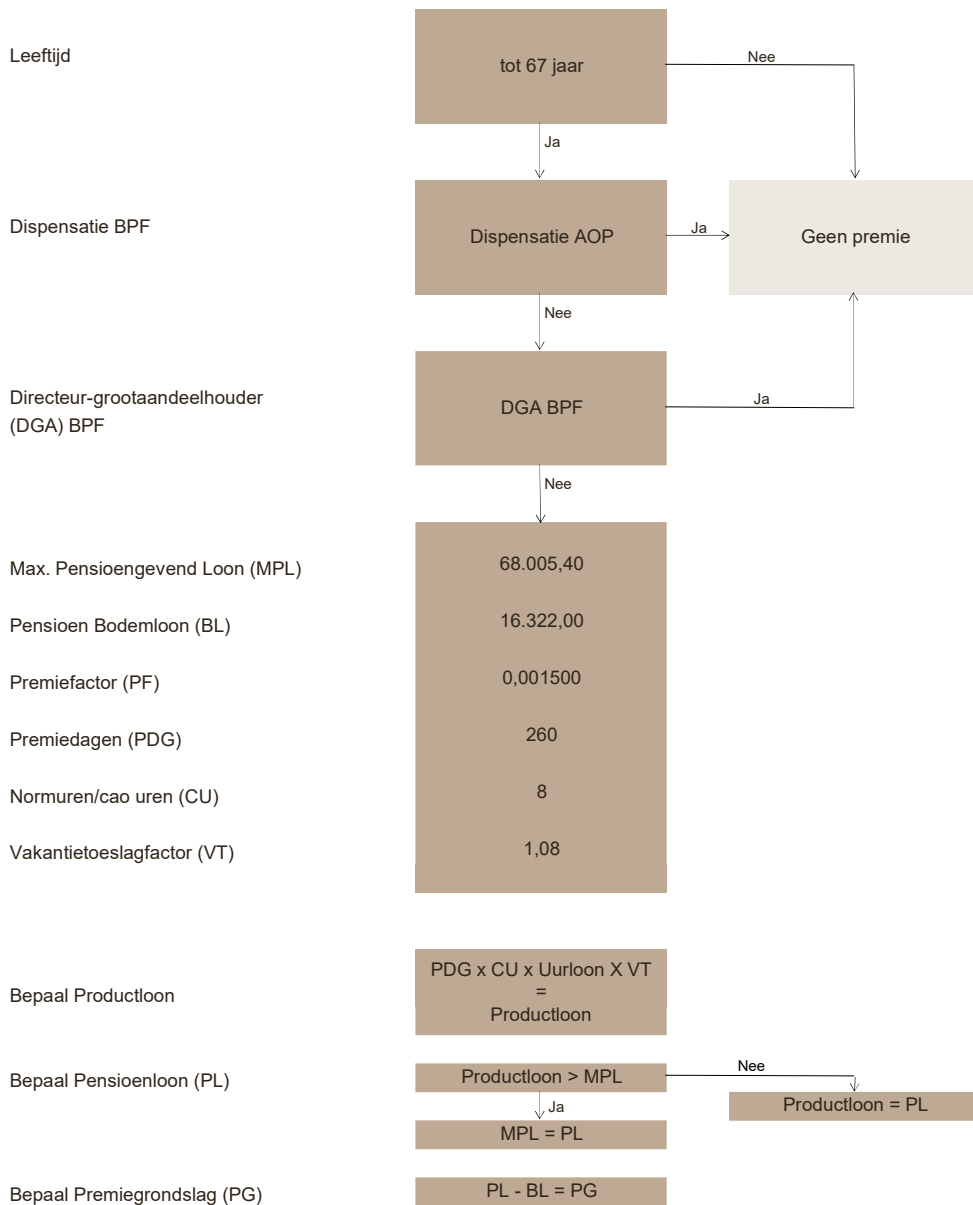 Leeftijd
tot 67 jaar
Nee
Ja
Dispensatie BPF
Dispensatie AOP
Ja
Geen premie
Nee
Directeur-grootaandeelhouder
(DGA) BPF
DGA BPF
Ja
Nee
Max. Pensioengevend Loon (MPL)
68.005,40
Pensioen Bodemloon (BL)
16.322,00
Premiefactor (PF)
0,001500
Premiedagen (PDG)
260
Normuren/cao uren (CU)
8
Vakantietoeslagfactor (VT)
1,08
Bepaal Productloon
PDG x CU x Uurloon X VT
=
Productloon
Bepaal Pensioenloon (PL)
Productloon > MPL
Nee
Productloon = PL
Ja
MPL = PL
Bepaal Premiegrondslag (PG)
PL - BL = PG